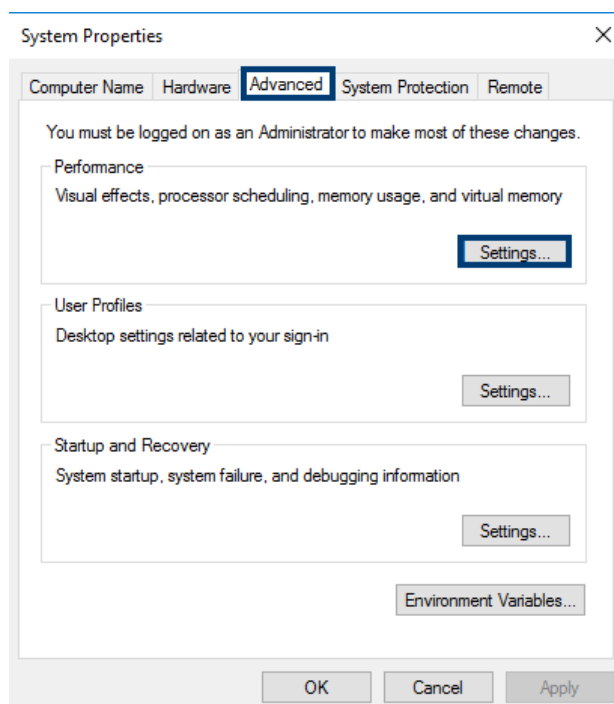 System Properties
Computer Name Hardware Advanced System Protection Remote
You must be logged on as an Administrator to make most of these changes.
Performance
Visual effects, processor scheduling, memory usage, and virtual memory
Settings...
User Profiles
Desktop settings related to your sign-in
Settings...
Startup and Recovery
System startup, system failure, and debugging information
Settings...
Environment Variables...
OK Cancel Apply